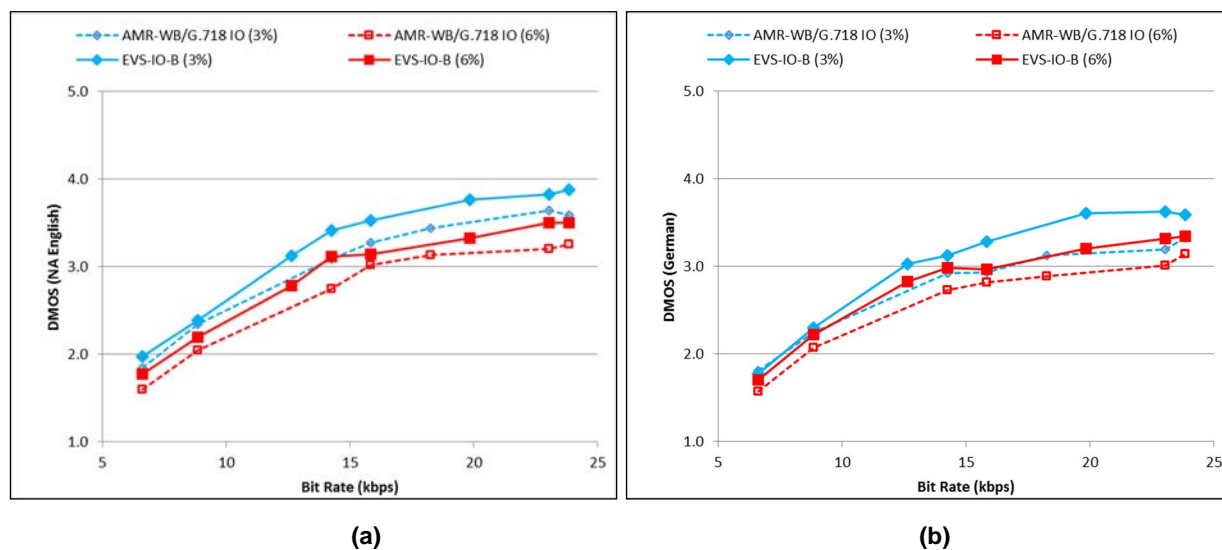 AMR-WB/G.718 IO (3%) AMR-WB/G.718 IO (6%)
EVS-IO-B (3%) EVS-IO-B (6%)
5.0
4.0
3.0
2.0
1.0
DMOS (NA English)
5 10 15 20 25
Bit Rate (kbps)
(a)
AMR-WB/G.718 IO (3%) AMR-WB/G.718 IO (6%)
EVS-IO-B (3%) EVS-IO-B (6%)
5.0
4.0
3.0
2.0
1.0
DMOS (German)
5 10 15 20 25
Bit Rate (kbps)
(b)